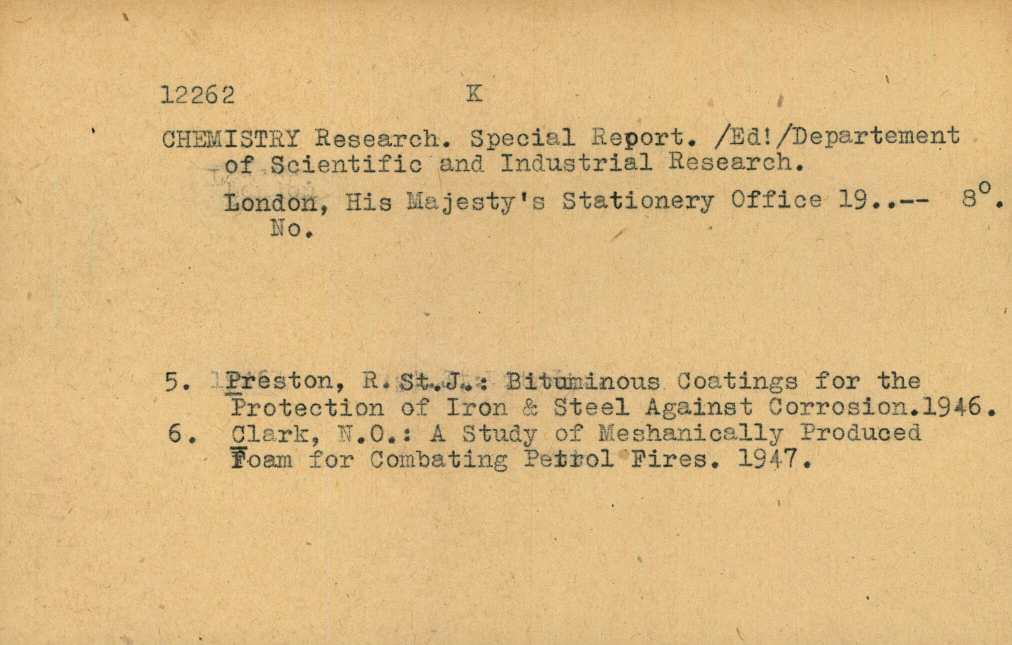 12262 K
CHEMISTRY Research. Special Report. /Ed!/Departement
of Scientific and Industrial Research.
London, His Majesty's Stationery Office 19..-- 8°.
No.
5. Preston, R. St.J.: Bituminous Coatings for the
Protection of Iron & Steel Against Corrosion.1946.
6. Clark, N.O.: A Study of Meshanically Produced
Foam for Combating Petrol Fires. 1947.